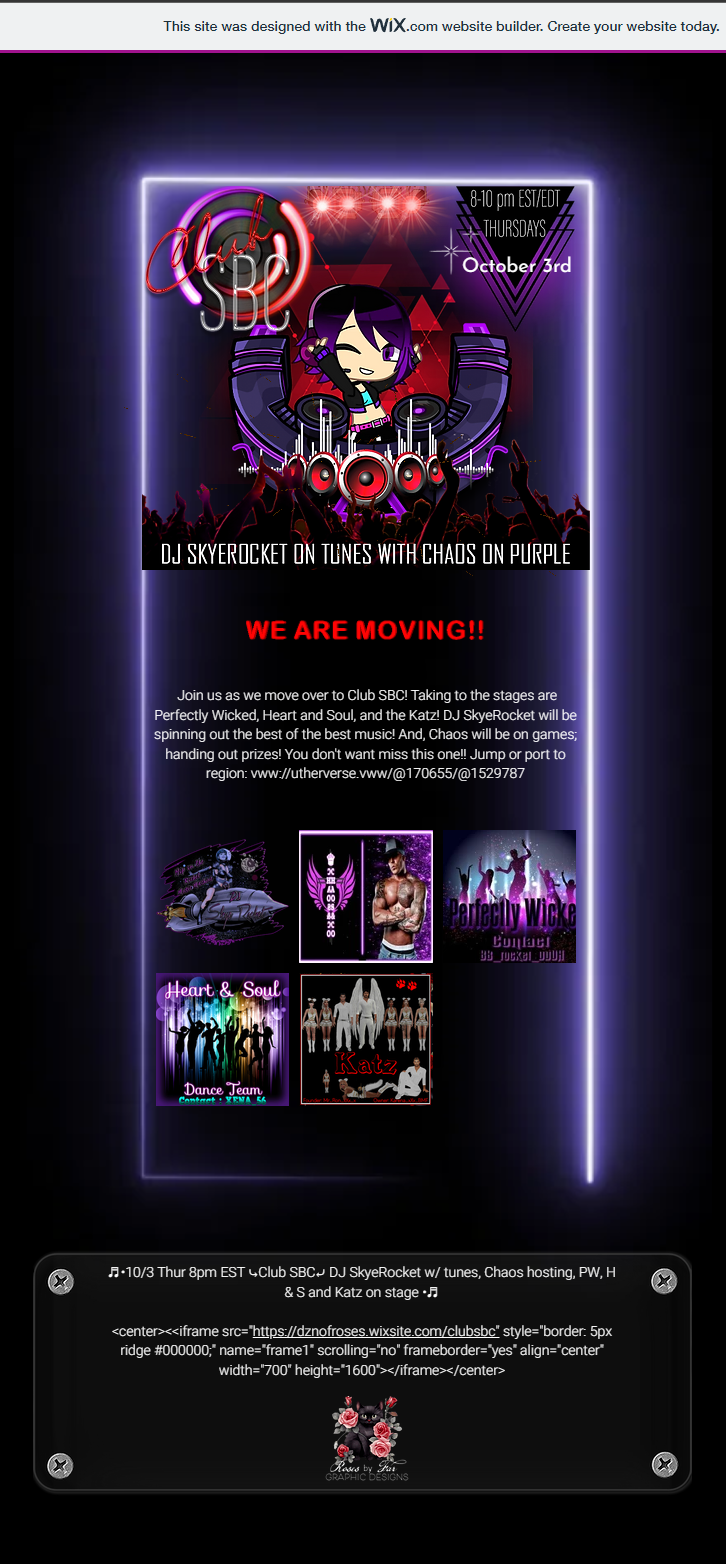 This site was designed with the WiX.com website builder. Create your website today.
Club
SBC
8-10 pm EST/EDT
THURSDAYS
October 3rd
DJ SKYEROCKET ON TUNES WITH CHAOS ON PURPLE
WE ARE MOVING!!
Join us as we move over to Club SBC! Taking to the stages are
Perfectly Wicked, Heart and Soul, and the Katz! DJ SkyeRocket will be
spinning out the best of the best music! And, Chaos will be on games;
handing out prizes! You don't want miss this one!! Jump or port to
region: vww://utherverse.vww/@170655/@1529787
Perfectly Wicke
Contact
Heart & Soul
Dance Team
Contact : XENA_56
Katz
♬•10/3 Thur 8pm EST ⤷Club SBC⤶ DJ SkyeRocket w/ tunes, Chaos hosting, PW, H
& S and Katz on stage •♬
<center><<iframe src="https://dznofroses.wixsite.com/clubsbc" style="border: 5px
ridge #000000;" name="frame1" scrolling="no" frameborder="yes" align="center"
width="700" height="1600"></iframe></center>
Roses by Far
GRAPHIC DESIGNS